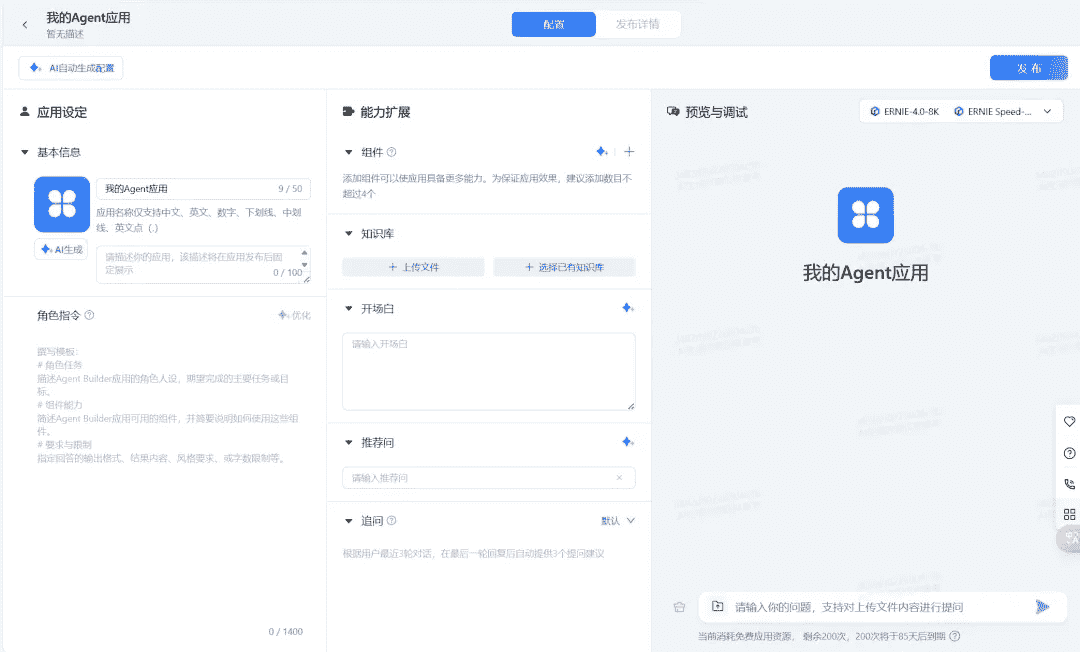 我的Agent应用
暂无描述
配置
发布详情
AI自动生成配置
发布
应用设定
基本信息
我的Agent应用
9 / 50
应用名称仅支持中文、英文、数字、下划线、中划
线、英文点（.）
AI生成
请描述你的应用，该描述将在应用发布后固
定展示
0 / 100
角色指令
优化
撰写模板:
# 角色任务
描述Agent Builder应用的角色人设，期望完成的主要任务或目
标。
# 组件能力
描述Agent Builder应用可用的组件，并简要说明如何使用这些组
件。
# 要求与限制
指定回答的输出格式、结果内容、风格要求、或字数限制等。
0 / 1400
能力扩展
组件
添加组件可以使应用具备更多能力。为保证应用效果，建议添加数目不
超过4个
知识库
上传文件
选择已有知识库
开场白
请输入开场白
推荐问
请输入推荐问
追问
默认
根据用户最近3轮对话，在最后一轮回复后自动提供3个提问建议
预览与调试
ERNIE-4.0-8K
ERNIE Speed-...
我的Agent应用
请输入你的问题，支持对上传文件内容进行提问
当前消耗免费应用资源， 剩余200次，200次将于85天后到期